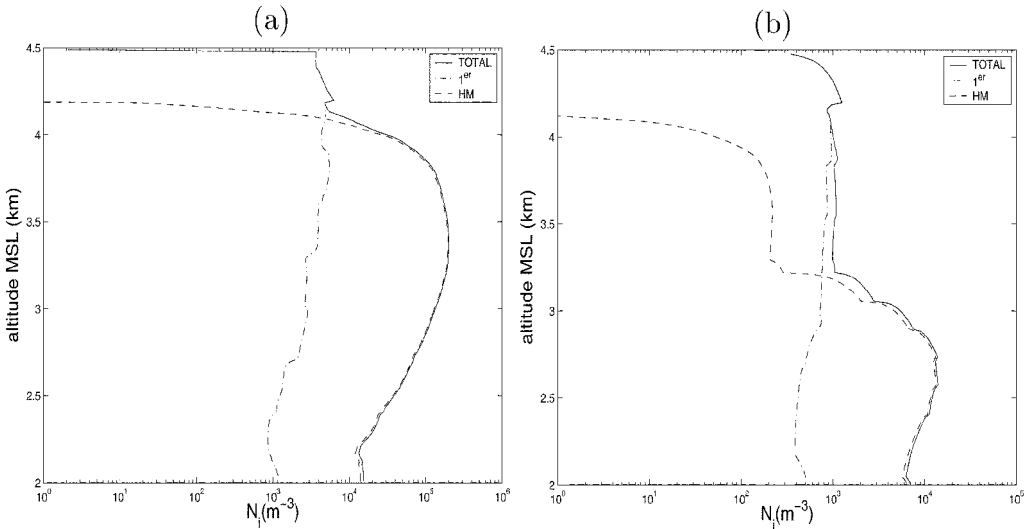 (a)
4.5
4
3.5
3
2.5
2
altitude MSL (km)
10^0 10^1 10^2 10^3 10^4 10^5 10^6
N_i(m^-3)
TOTAL
1^er
HM
(b)
4.5
4
3.5
3
2.5
2
altitude MSL (km)
10^0 10^1 10^2 10^3 10^4 10^5
N_i(m^-3)
TOTAL
1^er
HM